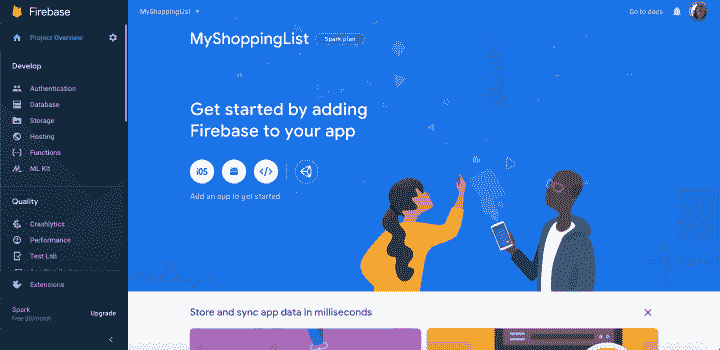 Firebase
MyShoppingList
Go to docs
Project Overview
MyShoppingList
Spark plan
Develop
Authentication
Database
Storage
Hosting
Functions
ML Kit
Get started by adding
Firebase to your app
iOS
Add an app to get started
Quality
Crashlytics
Performance
Test Lab
Extensions
Spark
Free $0/month
Upgrade
Store and sync app data in milliseconds